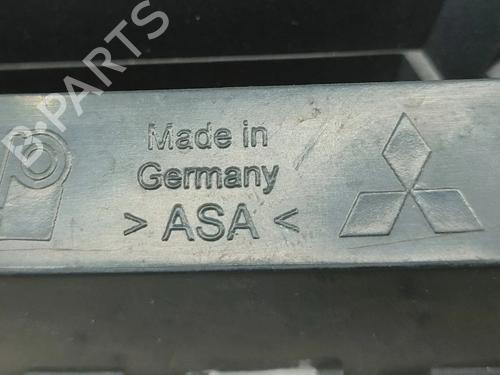 B-PARTS
Made in
Germany
> ASA <